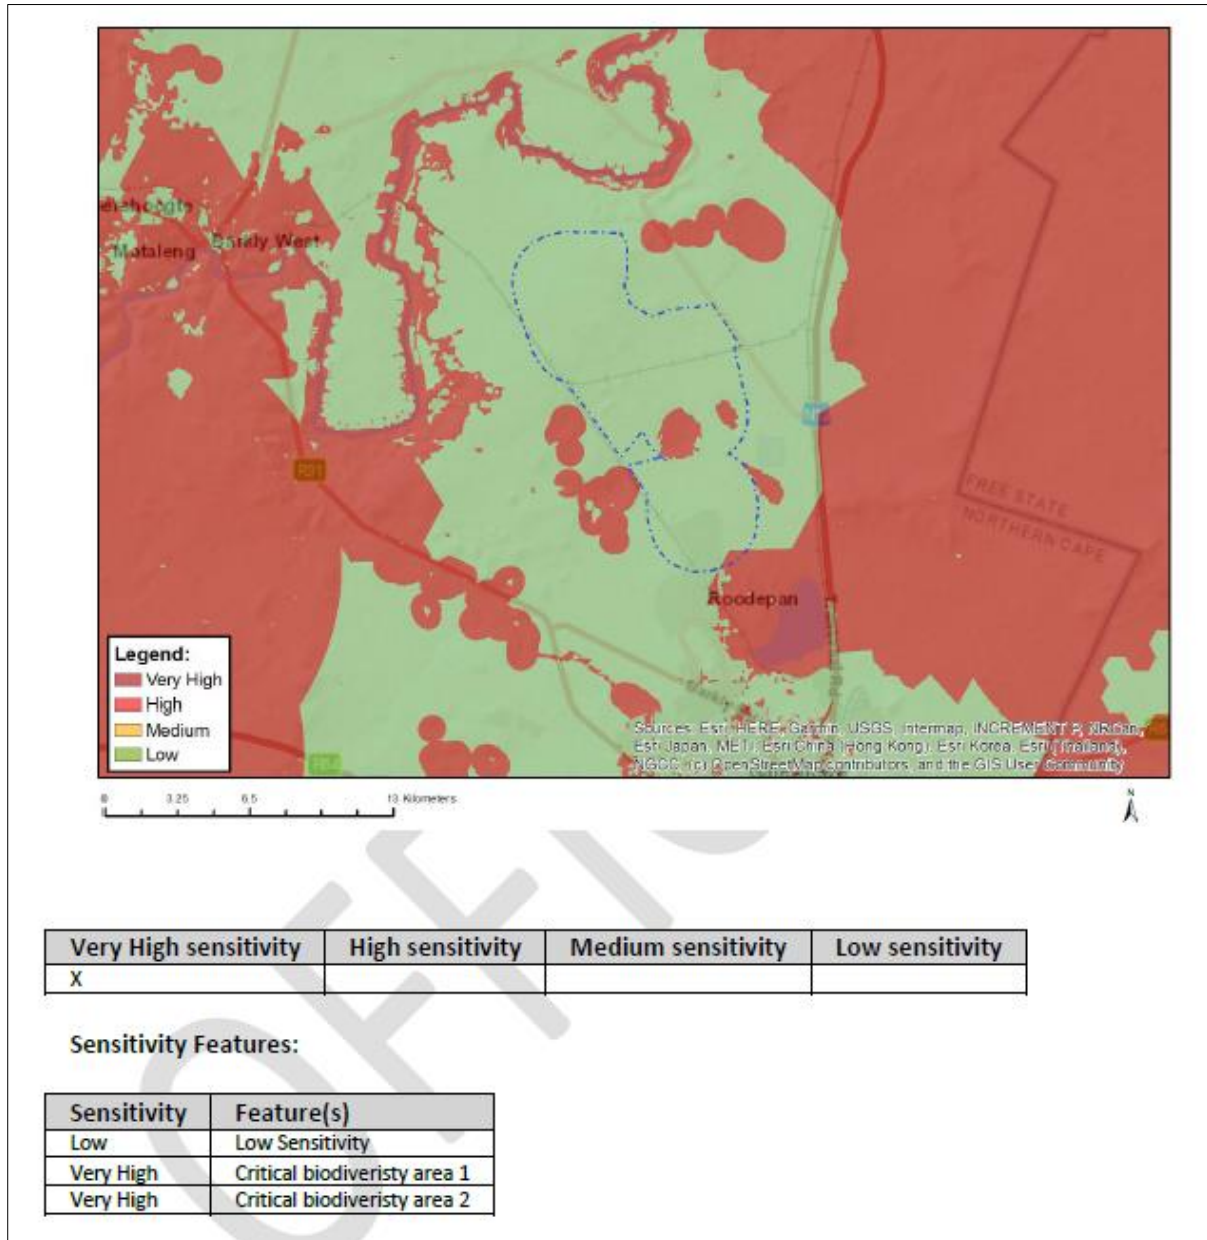 Motaleng
Barkly West
R31
FREE STATE
NORTHERN CAPE
Roodepan
Legend:
Very High
High
Medium
Low
Sources: Esri, HERE, Garmin, USGS, Intermap, INCREMENT P, NRCan,
Esri Japan, METI, Esri China (Hong Kong), Esri Korea, Esri (Thailand),
NGCC, (c) OpenStreetMap contributors, and the GIS User Community
0 3.25 6.5 13 Kilometers
N
Very High sensitivity High sensitivity Medium sensitivity Low sensitivity
X
Sensitivity Features:
Sensitivity Feature(s)
Low Low Sensitivity
Very High Critical biodiveristy area 1
Very High Critical biodiveristy area 2